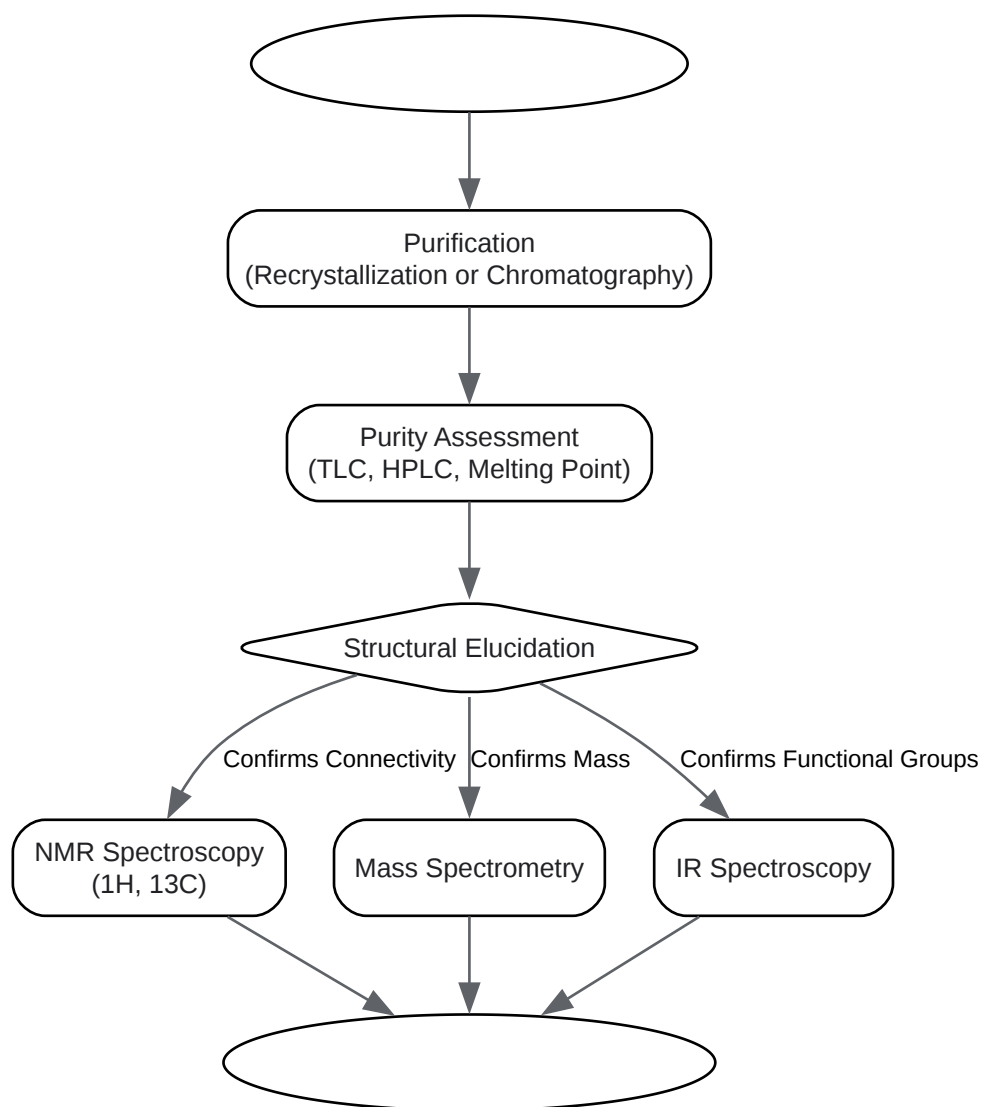 Purification
(Recrystallization or Chromatography)
Purity Assessment
(TLC, HPLC, Melting Point)
Structural Elucidation
Confirms Connectivity
Confirms Mass
Confirms Functional Groups
NMR Spectroscopy
(1H, 13C)
Mass Spectrometry
IR Spectroscopy